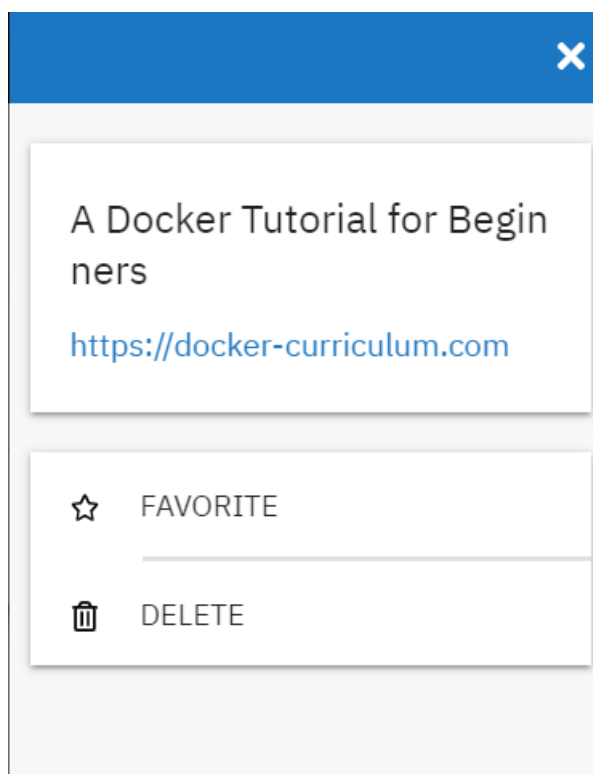 A Docker Tutorial for Begin
ners
https://docker-curriculum.com
FAVORITE
DELETE